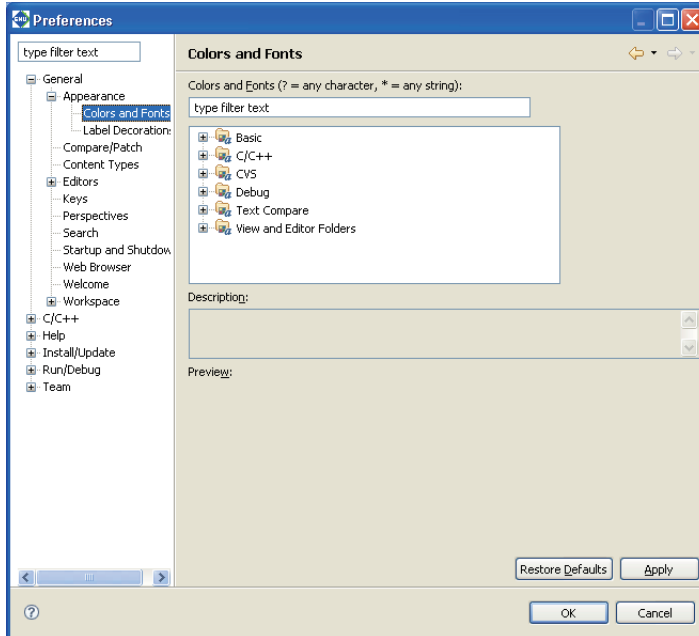 Preferences
type filter text
General
Appearance
Colors and Fonts
Label Decoration
Compare/Patch
Content Types
Editors
Keys
Perspectives
Search
Startup and Shutdow
Web Browser
Welcome
Workspace
C/C++
Help
Install/Update
Run/Debug
Team
Colors and Fonts
Colors and Fonts (? = any character, * = any string):
type filter text
Basic
C/C++
CVS
Debug
Text Compare
View and Editor Folders
Description:
Preview:
Restore Defaults
Apply
OK
Cancel